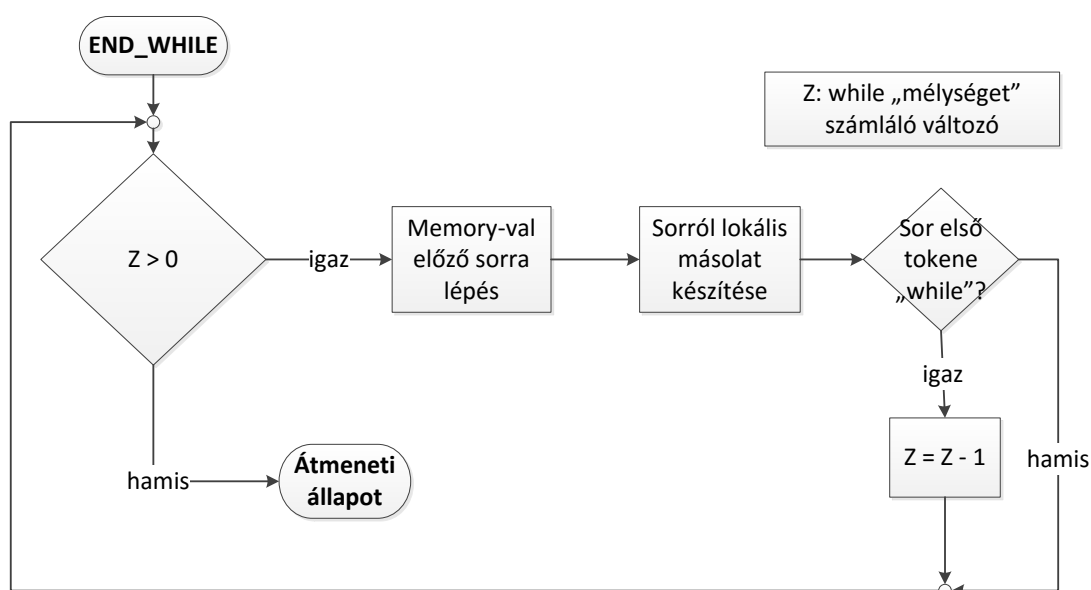 END_WHILE
Z: while „mélységet”
számláló változó
Z > 0
igaz
Memory-val
előző sorra
lépés
Sorról lokális
másolat
készítése
Sor első
tokene
„while”?
igaz
Z = Z - 1
hamis
hamis
Átmeneti
állapot